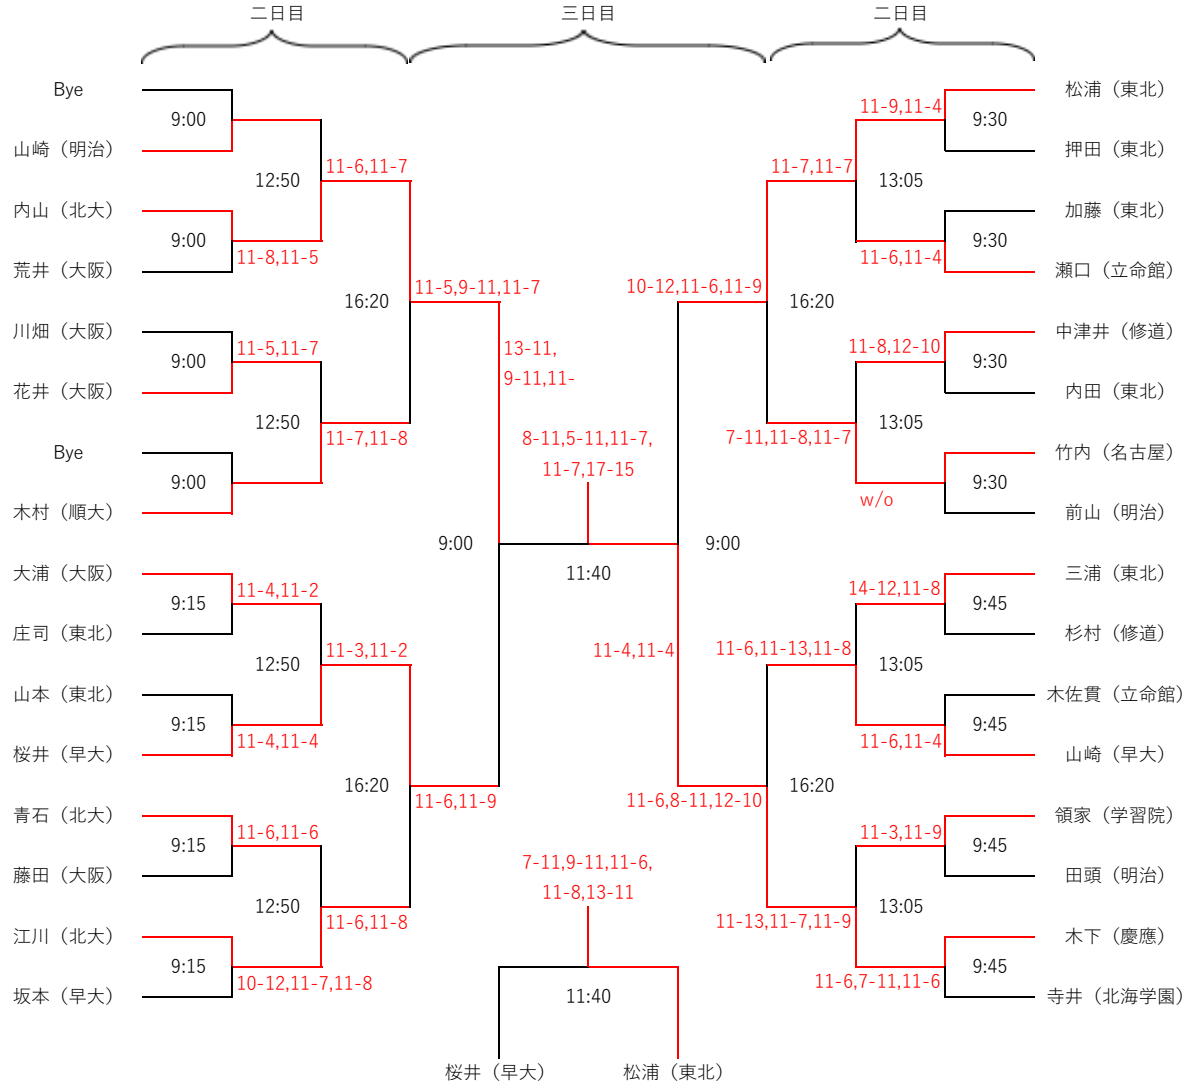 二日目
三日目
二日目
Bye
9:00
山崎（明治）
12:50
11-6,11-7
内山（北大）
9:00
荒井（大阪）
11-8,11-5
16:20
11-5,9-11,11-7
川畑（大阪）
9:00
11-5,11-7
花井（大阪）
12:50
11-7,11-8
Bye
9:00
木村（順大）
13-11,
9-11,11-
9:00
大浦（大阪）
9:15
11-4,11-2
庄司（東北）
12:50
11-3,11-2
山本（東北）
9:15
桜井（早大）
11-4,11-4
16:20
11-6,11-9
青石（北大）
9:15
11-6,11-6
藤田（大阪）
12:50
11-6,11-8
江川（北大）
9:15
10-12,11-7,11-8
坂本（早大）
8-11,5-11,11-7,
11-7,17-15
11:40
7-11,9-11,11-6,
11-8,13-11
11:40
桜井（早大）
松浦（東北）
松浦（東北）
11-9,11-4
9:30
押田（東北）
11-7,11-7
13:05
加藤（東北）
9:30
11-6,11-4
瀬口（立命館）
10-12,11-6,11-9
16:20
中津井（修道）
11-8,12-10
9:30
内田（東北）
13:05
7-11,11-8,11-7
竹内（名古屋）
9:30
w/o
前山（明治）
9:00
11-4,11-4
三浦（東北）
14-12,11-8
9:45
杉村（修道）
11-6,11-13,11-8
13:05
木佐貫（立命館）
9:45
11-6,11-4
山崎（早大）
16:20
11-6,8-11,12-10
領家（学習院）
11-3,11-9
9:45
田頭（明治）
13:05
11-13,11-7,11-9
木下（慶應）
9:45
11-6,7-11,11-6
寺井（北海学園）